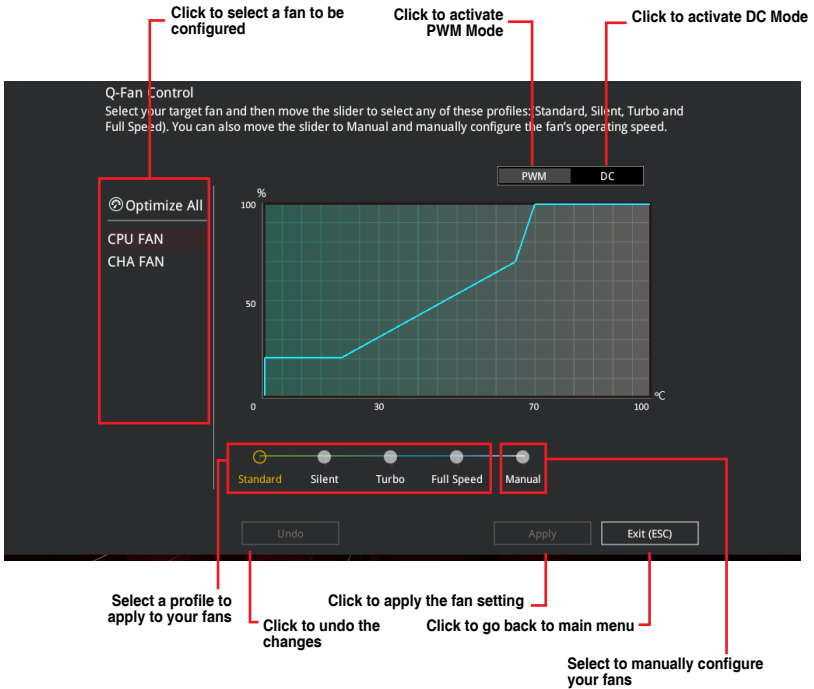 Click to select a fan to be
configured
Click to activate
PWM Mode
Click to activate DC Mode
Q-Fan Control
Select your target fan and then move the slider to select any of these profiles:(Standard, Silent, Turbo and
Full Speed). You can also move the slider to Manual and manually configure the fan's operating speed.
PWM
DC
Optimize All
CPU FAN
CHA FAN
%
100
50
0
30
70
100
°C
Standard
Silent
Turbo
Full Speed
Manual
Undo
Apply
Exit (ESC)
Select a profile to
apply to your fans
Click to undo the
changes
Click to apply the fan setting
Click to go back to main menu
Select to manually configure
your fans